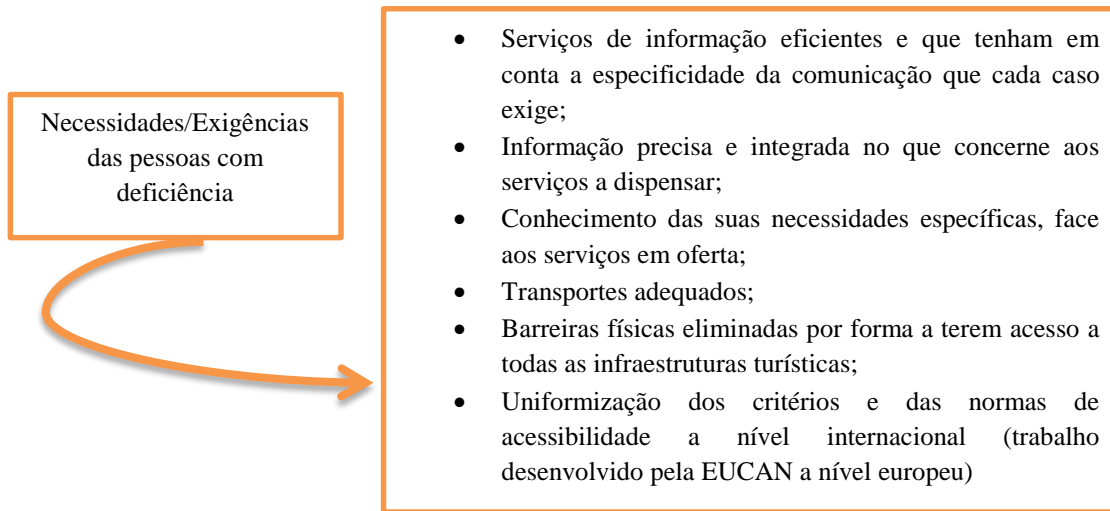 Necessidades/Exigências
das pessoas com
deficiência
• Serviços de informação eficientes e que tenham em
conta a especificidade da comunicação que cada caso
exige;
• Informação precisa e integrada no que concerne aos
serviços a dispensar;
• Conhecimento das suas necessidades específicas, face
aos serviços em oferta;
• Transportes adequados;
• Barreiras físicas eliminadas por forma a terem acesso a
todas as infraestruturas turísticas;
• Uniformização dos critérios e das normas de
acessibilidade a nível internacional (trabalho
desenvolvido pela EUCAN a nível europeu)